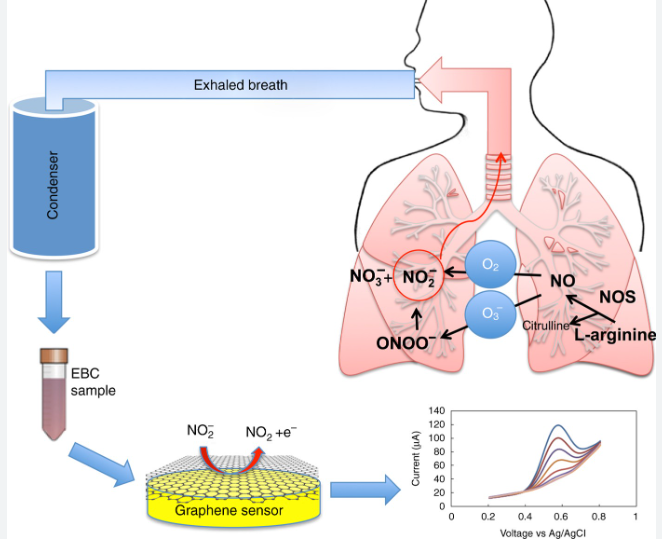 Exhaled breath
Condenser
O₂
NO₃⁻+ NO₂⁻
NO
NOS
O₃⁻
Citrulline
L-arginine
ONOO⁻
EBC
sample
NO₂⁻
NO₂ +e⁻
Graphene sensor
Current (µA)
140
120
100
80
60
40
20
0
0 0.2 0.4 0.6 0.8 1
Voltage vs Ag/AgCl